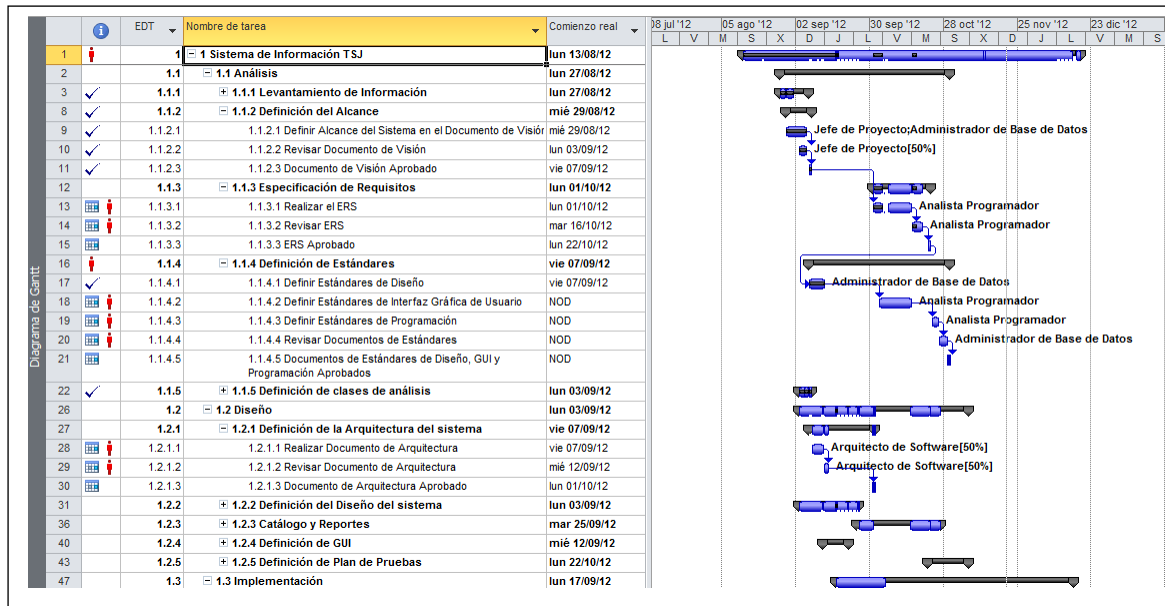 EDT Nombre de tarea Comienzo real 08 jul '12 05 ago '12 02 sep '12 30 sep '12 28 oct '12 25 nov '12 23 dic '12
L V M S X D J L V M S X D J L V M S
1 1 1 Sistema de Información TSJ lun 13/08/12
2 1.1 1.1 Análisis lun 27/08/12
3 1.1.1 1.1.1 Levantamiento de Información lun 27/08/12
8 1.1.2 1.1.2 Definición del Alcance mié 29/08/12
9 1.1.2.1 1.1.2.1 Definir Alcance del Sistema en el Documento de Visión mié 29/08/12 Jefe de Proyecto;Administrador de Base de Datos
10 1.1.2.2 1.1.2.2 Revisar Documento de Visión lun 03/09/12 Jefe de Proyecto[50%]
11 1.1.2.3 1.1.2.3 Documento de Visión Aprobado vie 07/09/12
12 1.1.3 1.1.3 Especificación de Requisitos lun 01/10/12
13 1.1.3.1 1.1.3.1 Realizar el ERS lun 01/10/12 Analista Programador
14 1.1.3.2 1.1.3.2 Revisar ERS mar 16/10/12 Analista Programador
15 1.1.3.3 1.1.3.3 ERS Aprobado lun 22/10/12
16 1.1.4 1.1.4 Definición de Estándares vie 07/09/12
17 1.1.4.1 1.1.4.1 Definir Estándares de Diseño vie 07/09/12 Administrador de Base de Datos
18 1.1.4.2 1.1.4.2 Definir Estándares de Interfaz Gráfica de Usuario NOD Analista Programador
19 1.1.4.3 1.1.4.3 Definir Estándares de Programación NOD Analista Programador
20 1.1.4.4 1.1.4.4 Revisar Documentos de Estándares NOD Administrador de Base de Datos
21 1.1.4.5 1.1.4.5 Documentos de Estándares de Diseño, GUI y NOD
Programación Aprobados
22 1.1.5 1.1.5 Definición de clases de análisis lun 03/09/12
26 1.2 1.2 Diseño lun 03/09/12
27 1.2.1 1.2.1 Definición de la Arquitectura del sistema vie 07/09/12
28 1.2.1.1 1.2.1.1 Realizar Documento de Arquitectura vie 07/09/12 Arquitecto de Software[50%]
29 1.2.1.2 1.2.1.2 Revisar Documento de Arquitectura mié 12/09/12 Arquitecto de Software[50%]
30 1.2.1.3 1.2.1.3 Documento de Arquitectura Aprobado lun 01/10/12
31 1.2.2 1.2.2 Definición del Diseño del sistema lun 03/09/12
36 1.2.3 1.2.3 Catálogo y Reportes mar 25/09/12
40 1.2.4 1.2.4 Definición de GUI mié 12/09/12
43 1.2.5 1.2.5 Definición de Plan de Pruebas lun 22/10/12
47 1.3 1.3 Implementación lun 17/09/12
Diagrama de Gantt